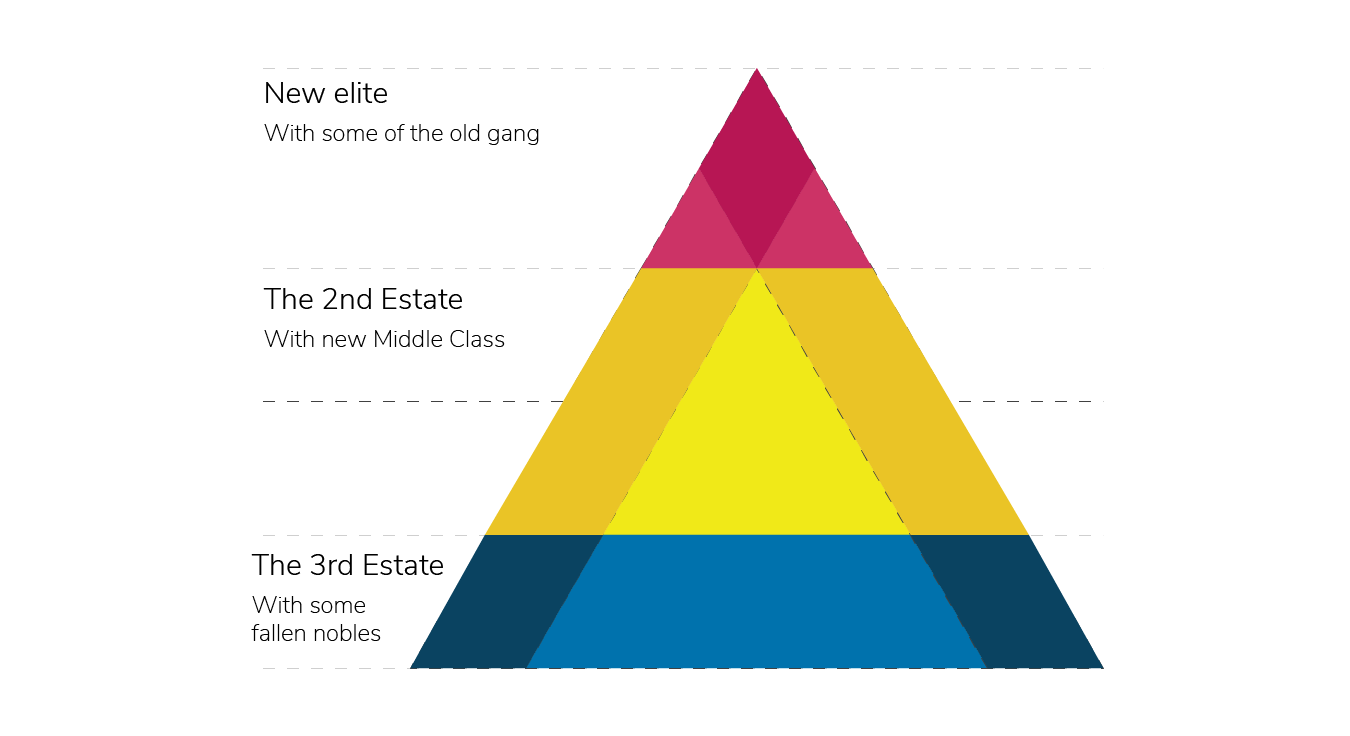 New elite
With some of the old gang
The 2nd Estate
With new Middle Class
The 3rd Estate
With some
fallen nobles